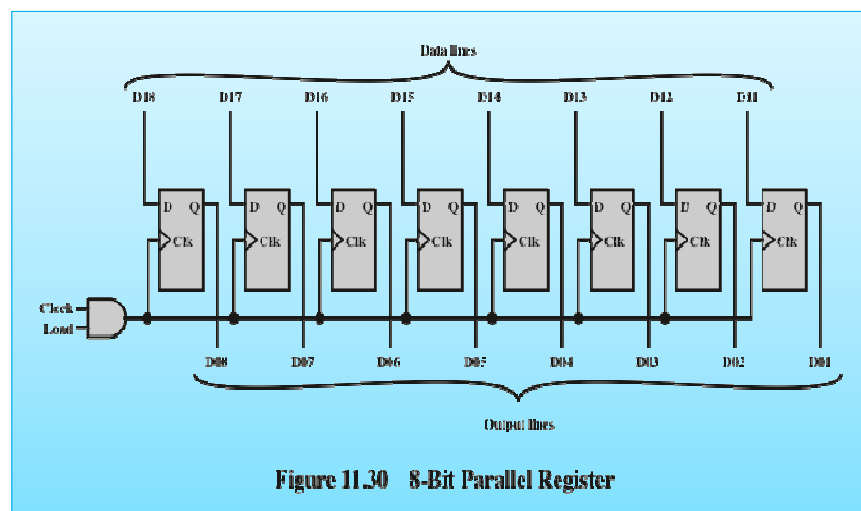 Data lines
D18 D17 D16 D15 D14 D13 D12 D11
D Q D Q D Q D Q D Q D Q D Q D Q
Clk Clk Clk Clk Clk Clk Clk Clk
Clock
Load
D08 D07 D06 D05 D04 D03 D02 D01
Output lines
Figure 11.30 8-Bit Parallel Register